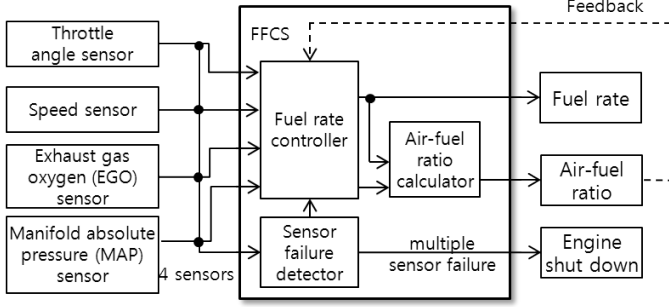 Feedback
FFCS
Throttle
angle sensor
Speed sensor
Exhaust gas
oxygen (EGO)
sensor
Manifold absolute
pressure (MAP)
sensor
4 sensors
Fuel rate
controller
Air-fuel
ratio
calculator
Sensor
failure
detector
multiple
sensor failure
Fuel rate
Air-fuel
ratio
Engine
shut down